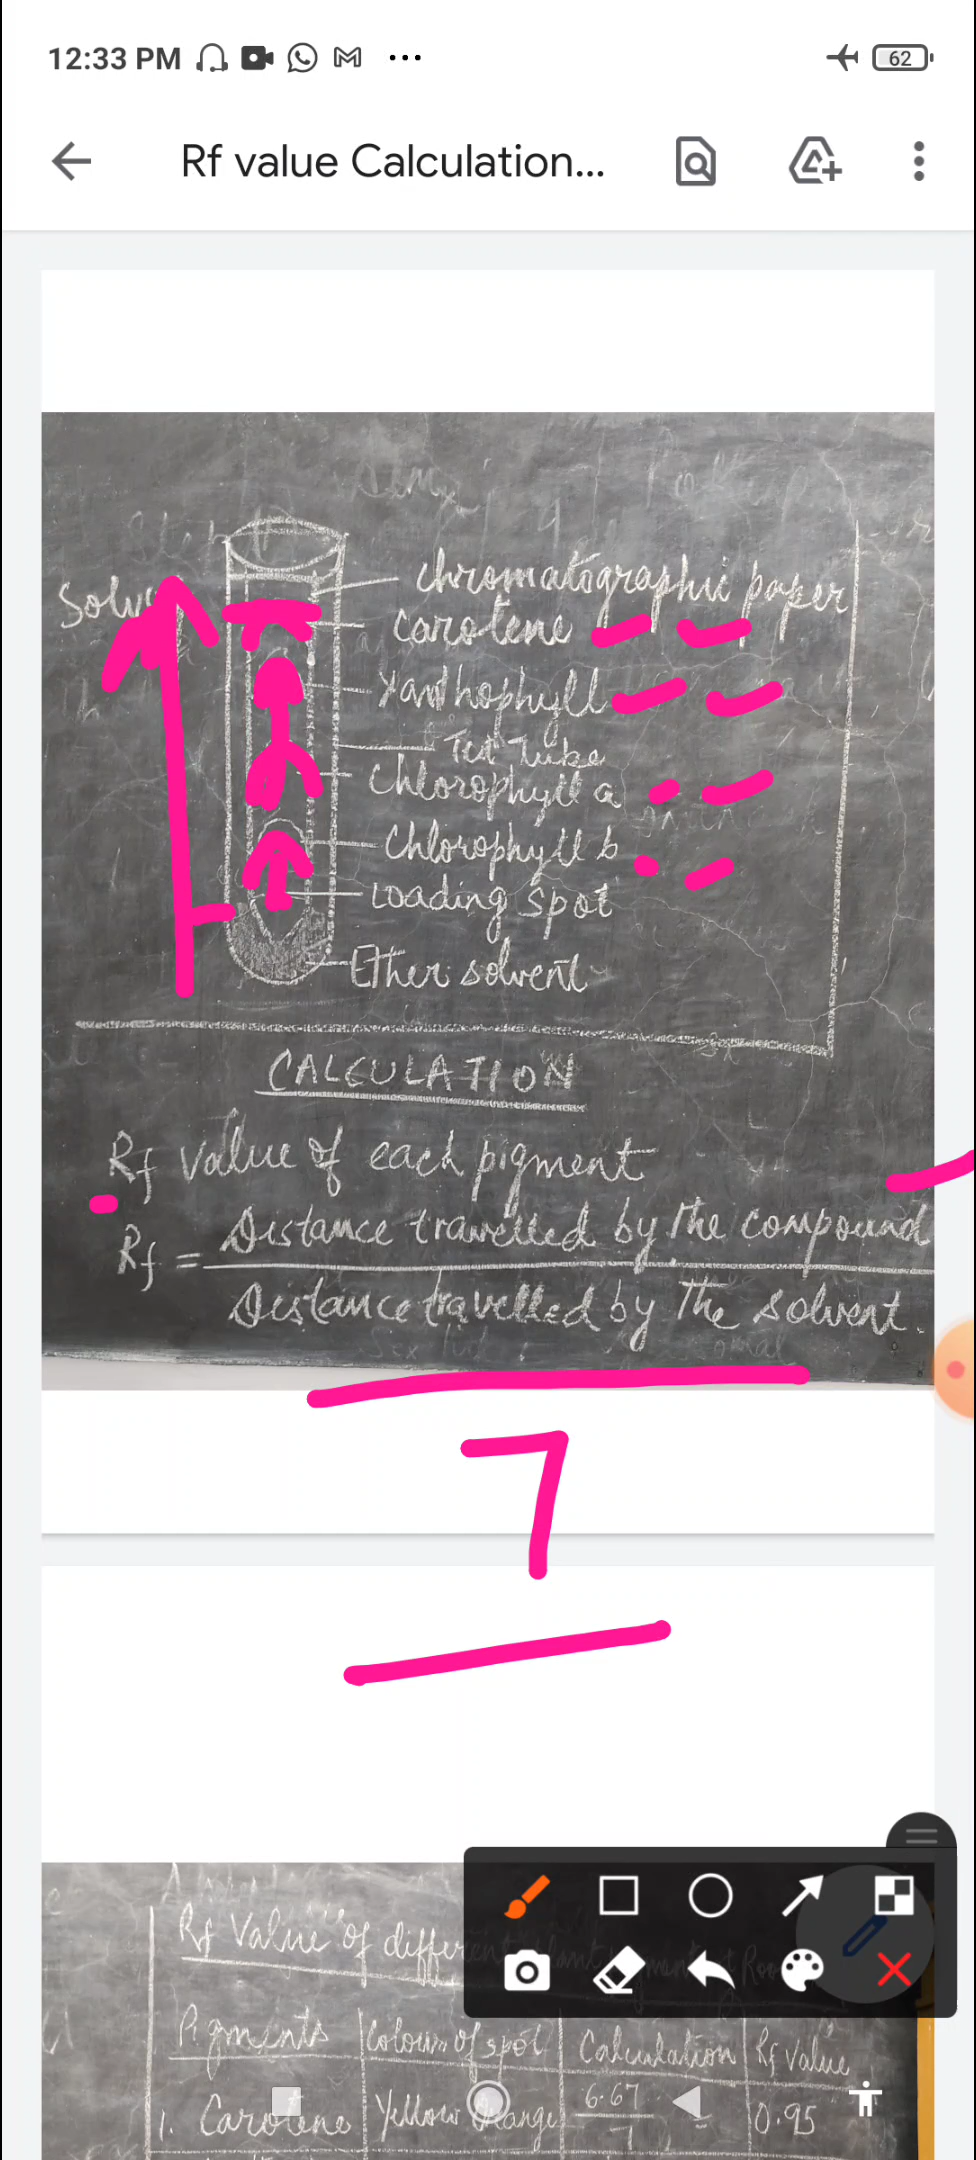 12:33 PM
62
Rf value Calculation...
chromatographic paper
Carotene
Xanthophyll
Test Tube
Chlorophyll a
Chlorophyll b
Loading Spot
Ether solvent
CALCULATION
Rf value of each pigment
Rf = Distance travelled by the compound
Distance travelled by the solvent.
7
Rf Value of
Pigments Colour of spot Calculation Rf value
1. Carotene Yellow Orange 6.67 0.95
7